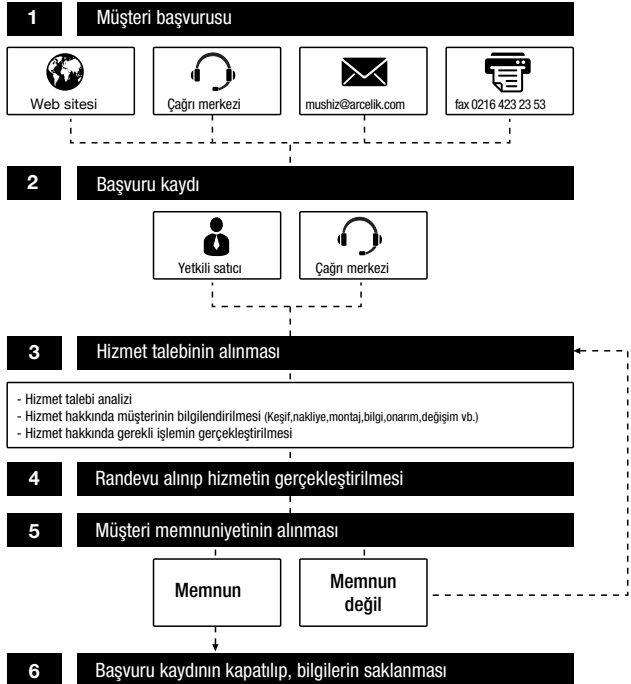 1 Müşteri başvurusu
Web sitesi
Çağrı merkezi
mushiz@arcelik.com
fax 0216 423 23 53
2 Başvuru kaydı
Yetkili satıcı
Çağrı merkezi
3 Hizmet talebinin alınması
- Hizmet talebi analizi
- Hizmet hakkında müşterinin bilgilendirilmesi (Keşif,nakliye,montaj,bilgi,onarım,değişim vb.)
- Hizmet hakkında gerekli işlemin gerçekleştirilmesi
4 Randevu alınıp hizmetin gerçekleştirilmesi
5 Müşteri memnuniyetinin alınması
Memnun
Memnun
değil
6 Başvuru kaydının kapatılıp, bilgilerin saklanması